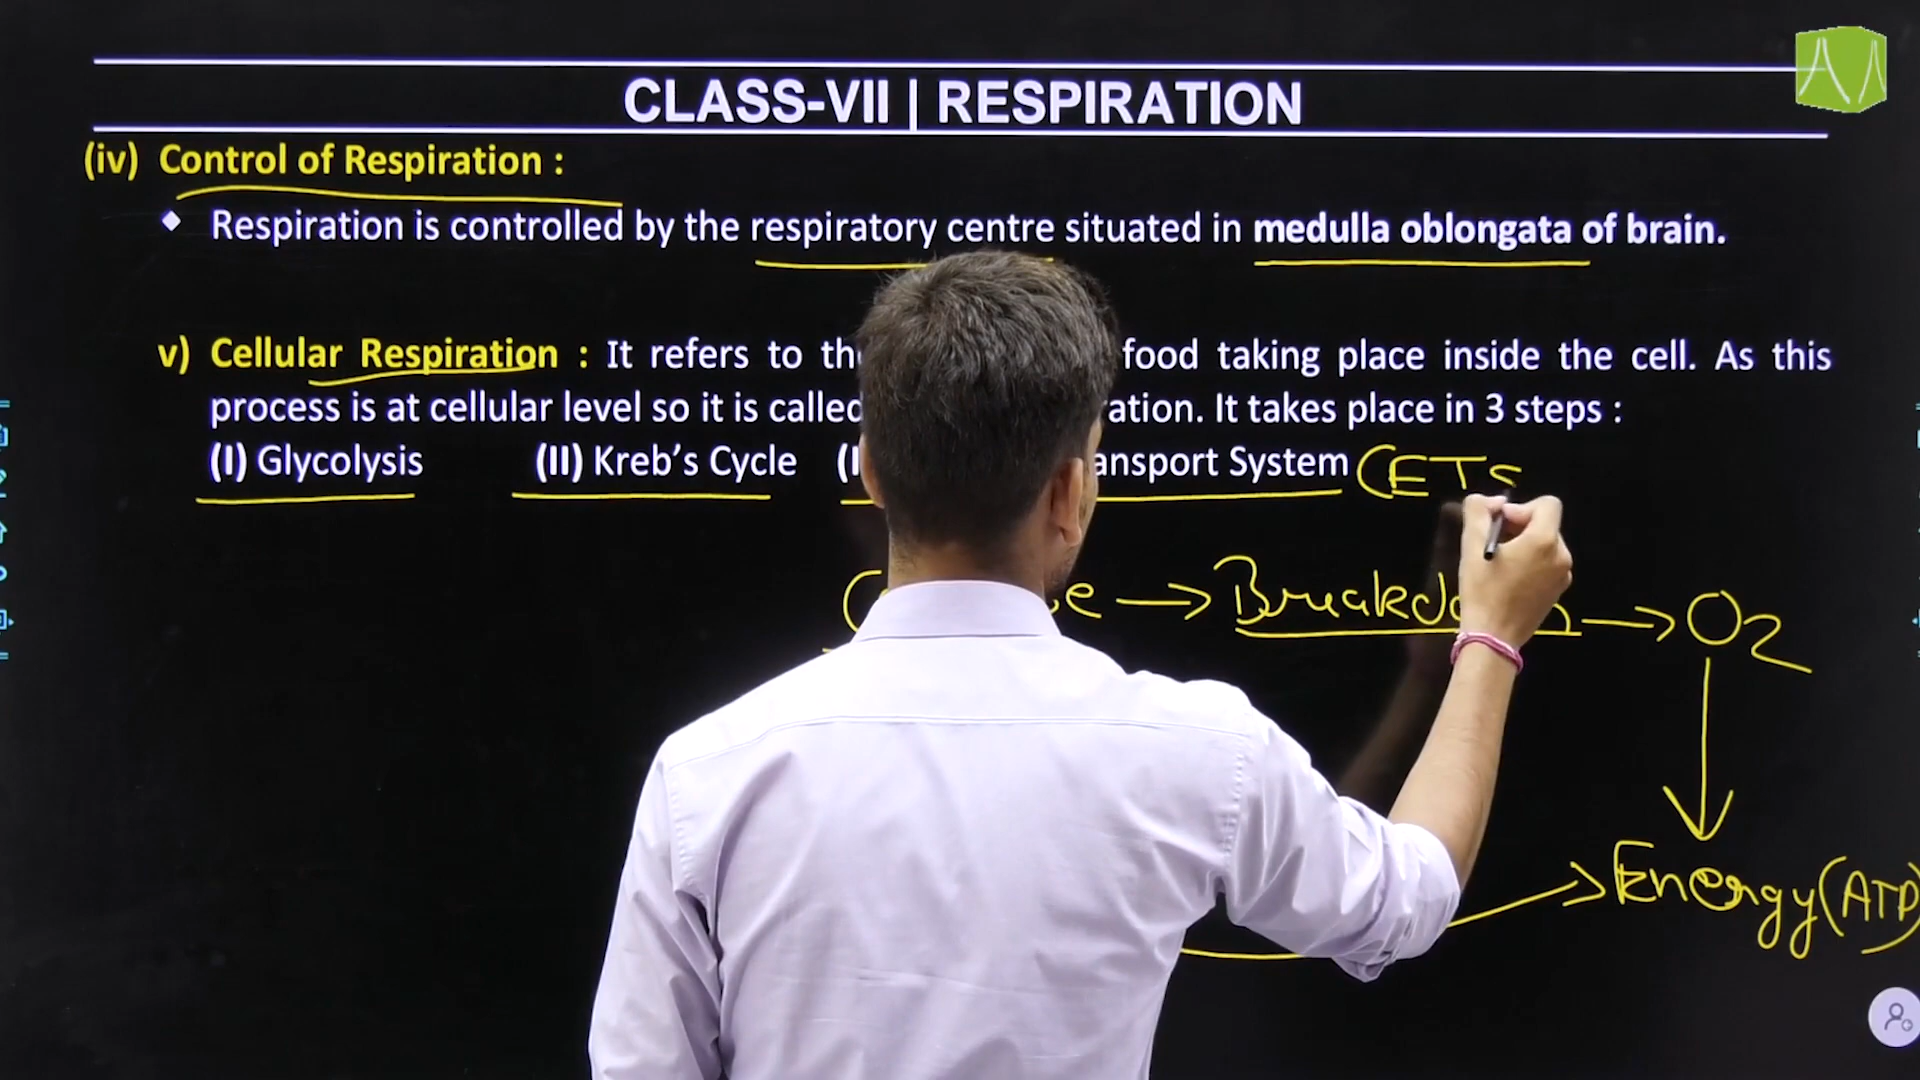 CLASS-VII | RESPIRATION
(iv) Control of Respiration :
◆ Respiration is controlled by the respiratory centre situated in medulla oblongata of brain.
v) Cellular Respiration : It refers to the food taking place inside the cell. As this
process is at cellular level so it is called ation. It takes place in 3 steps :
(I) Glycolysis (II) Kreb's Cycle ansport System (ETS
→ Breakdo n → O2
→ Energy (ATP)